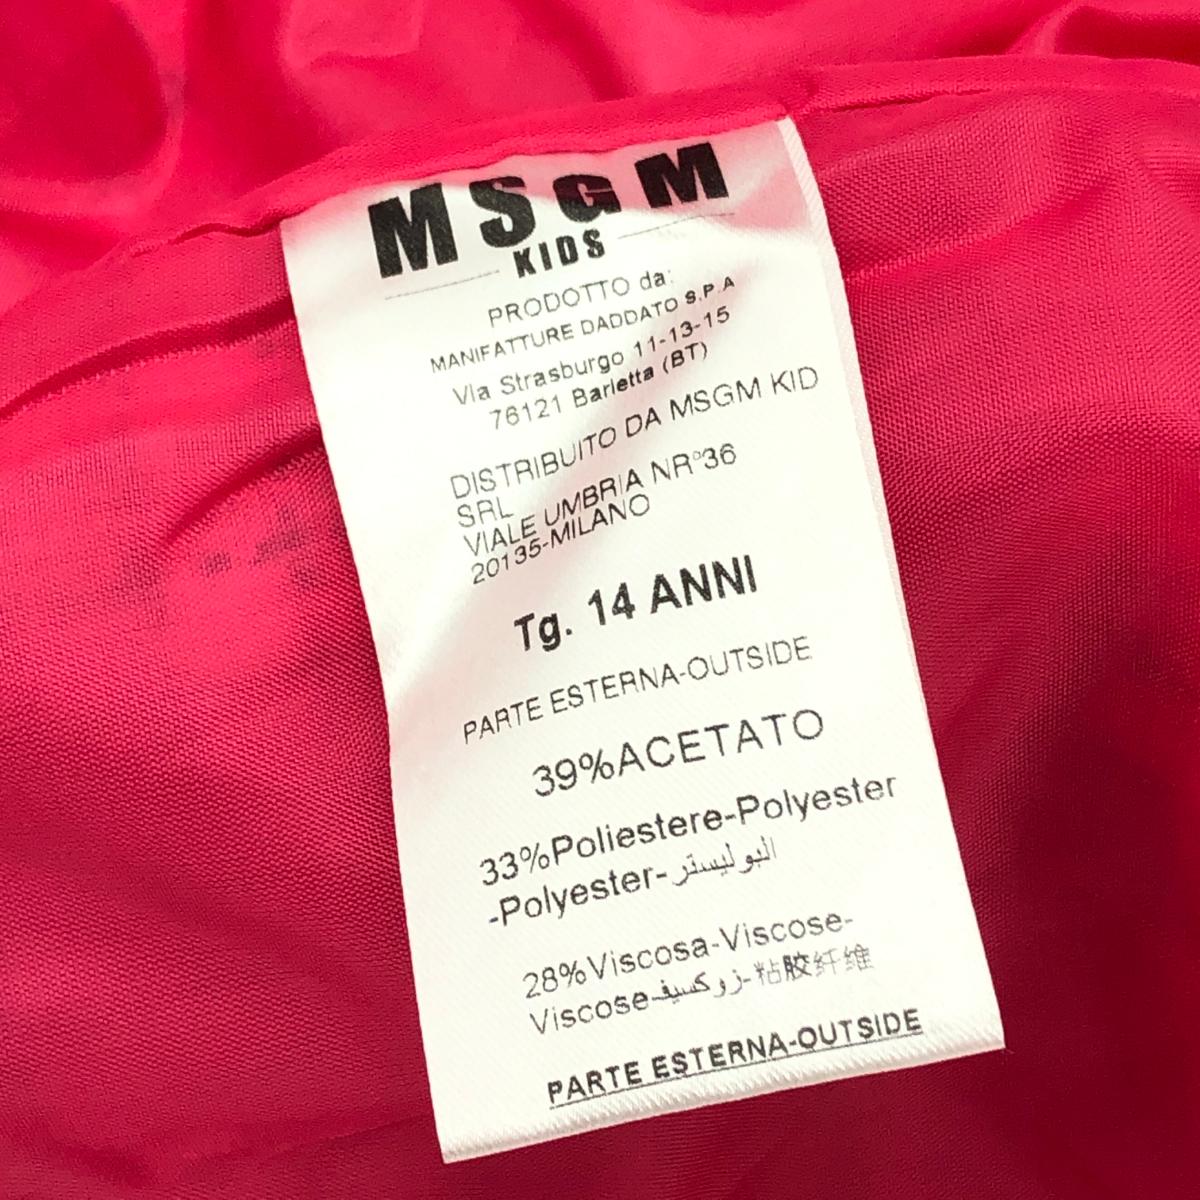 MSGM
KIDS
PRODOTTO da:
MANIFATTURE DADDATO S.P.A
Via Strasburgo 11-13-15
76121 Barletta (BT)
DISTRIBUITO DA MSGM KID
SRL
VIALE UMBRIA NR°36
20135-MILANO
Tg. 14 ANNI
PARTE ESTERNA-OUTSIDE
39%ACETATO
33%Poliestere-Polyester
-Polyester-البوليستر
28%Viscosa-Viscose-
Viscose-زوكسيف-粘胶纤维
PARTE ESTERNA-OUTSIDE